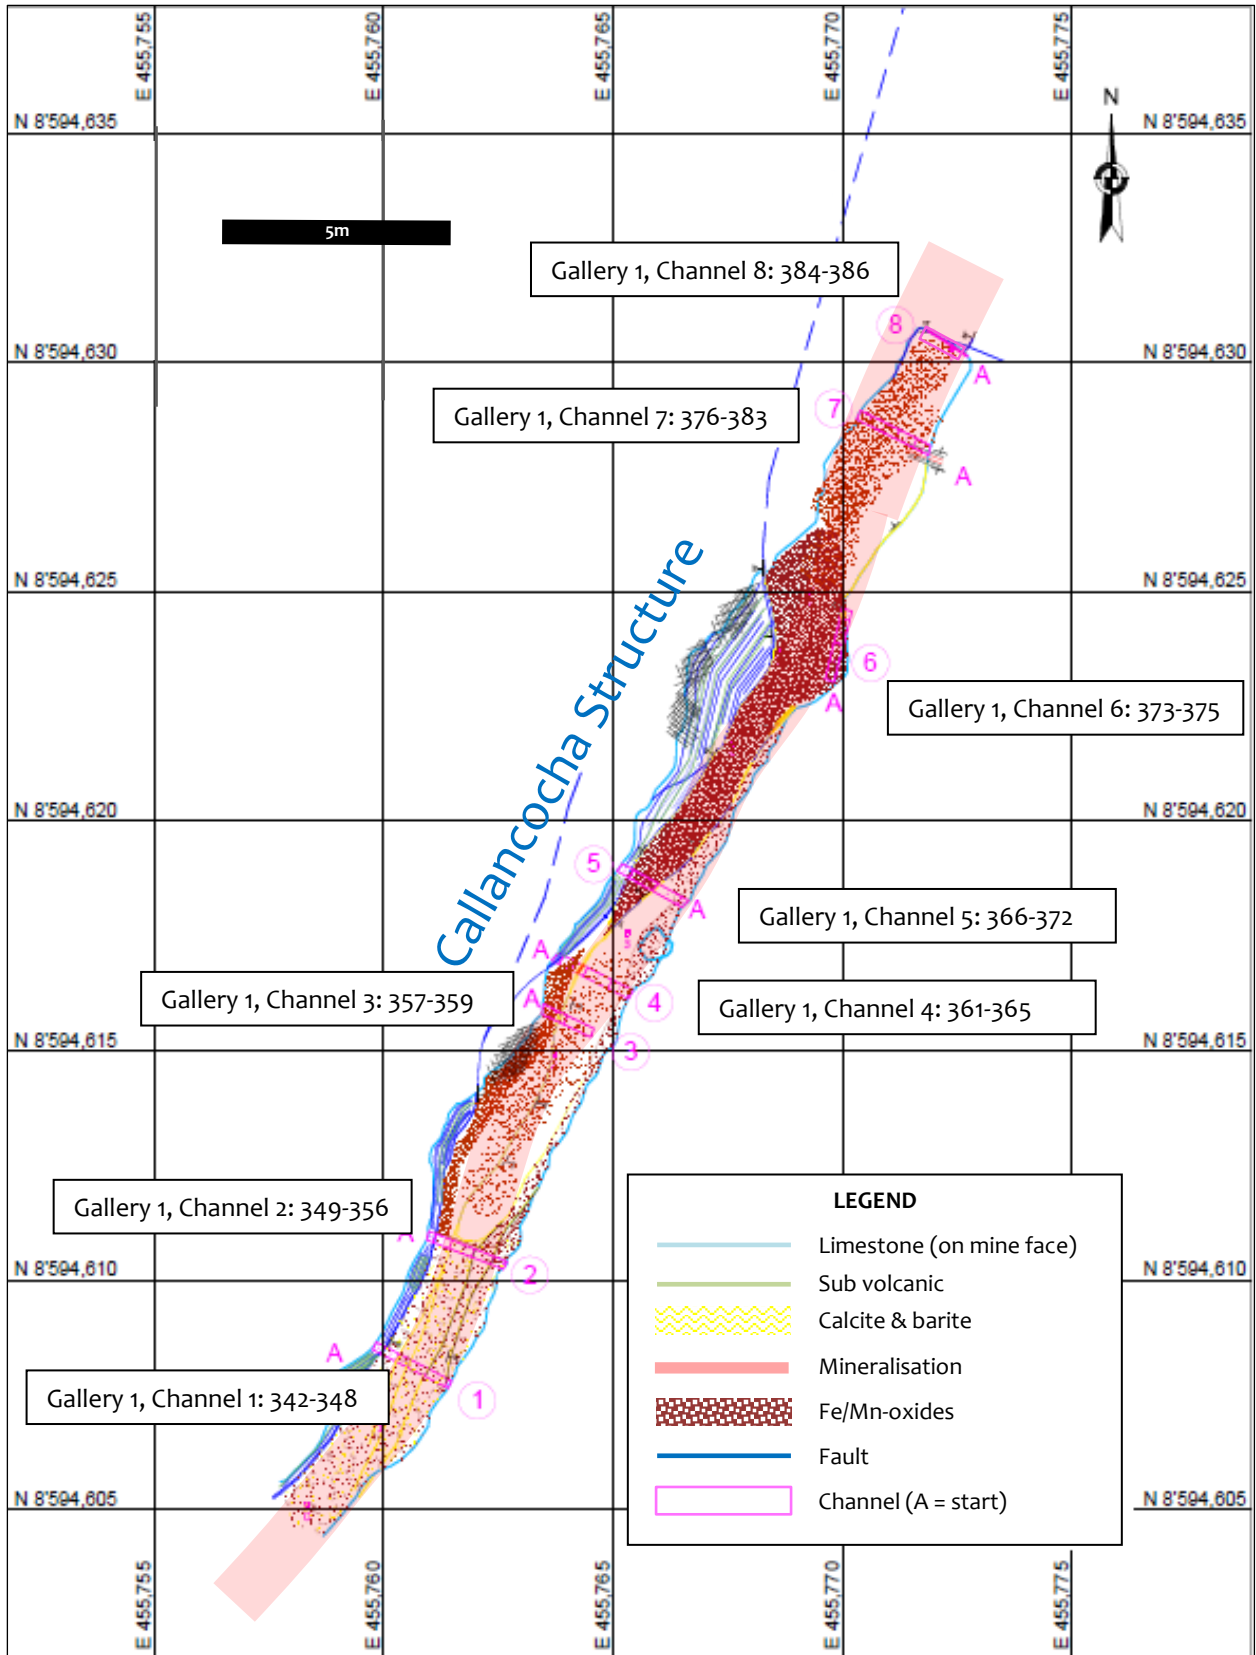 E 455,755
E 455,760
E 455,765
E 455,770
E 455,775
N
N 8'594,635
N 8'594,635
5m
Gallery 1, Channel 8: 384-386
8
N 8'594,630
N 8'594,630
A
Gallery 1, Channel 7: 376-383
7
A
N 8'594,625
N 8'594,625
Callancocha Structure
6
A
Gallery 1, Channel 6: 373-375
N 8'594,620
N 8'594,620
5
A
Gallery 1, Channel 5: 366-372
A
Gallery 1, Channel 3: 357-359
A
4
Gallery 1, Channel 4: 361-365
N 8'594,615
N 8'594,615
3
Gallery 1, Channel 2: 349-356
A
2
N 8'594,610
N 8'594,610
A
Gallery 1, Channel 1: 342-348
1
LEGEND
Limestone (on mine face)
Sub volcanic
Calcite & barite
Mineralisation
Fe/Mn-oxides
Fault
Channel (A = start)
N 8'594,605
N 8'594,605
E 455,755
E 455,760
E 455,765
E 455,770
E 455,775